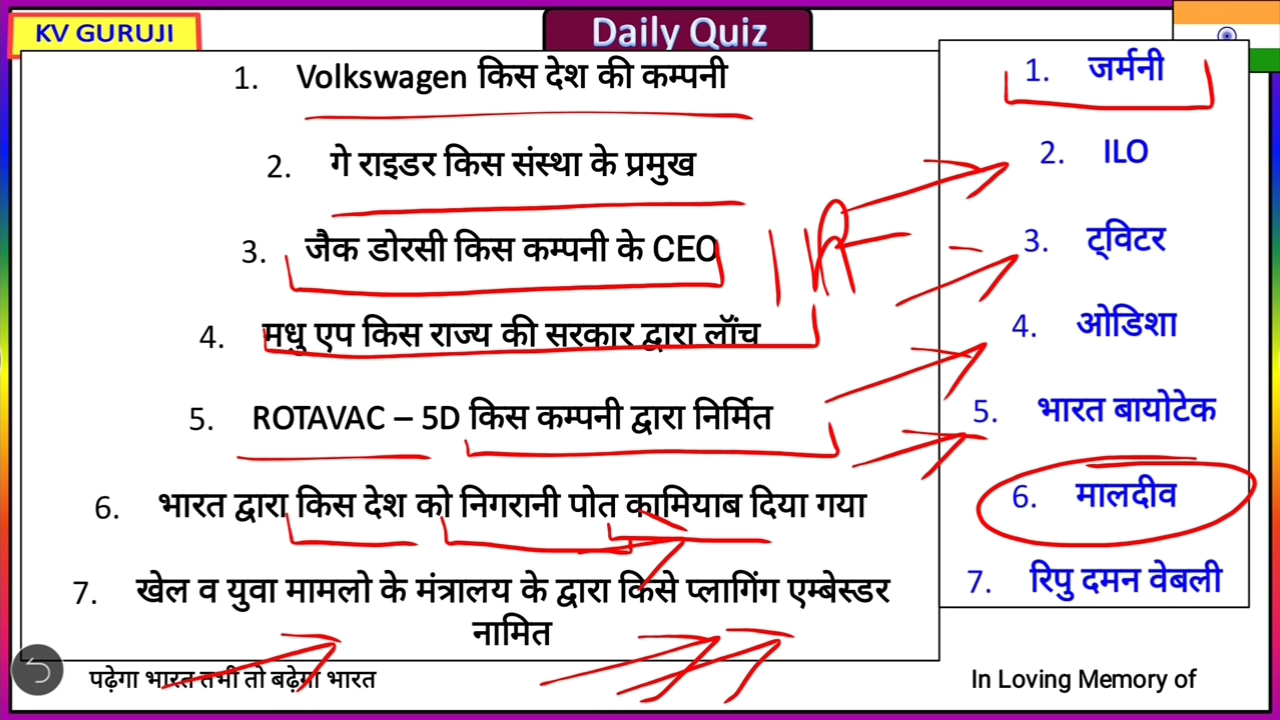 KV GURUJI
Daily Quiz
1. Volkswagen किस देश की कम्पनी
2. गे राइडर किस संस्था के प्रमुख
3. जैक डोरसी किस कम्पनी के CEO
4. मधु एप किस राज्य की सरकार द्वारा लॉंच
5. ROTAVAC – 5D किस कम्पनी द्वारा निर्मित
6. भारत द्वारा किस देश को निगरानी पोत कामियाब दिया गया
7. खेल व युवा मामलो के मंत्रालय के द्वारा किसे प्लागिंग एम्बेस्डर
नामित
1. जर्मनी
2. ILO
3. ट्विटर
4. ओडिशा
5. भारत बायोटेक
6. मालदीव
7. रिपु दमन वेबली
पढ़ेगा भारत तभी तो बढ़ेगा भारत
In Loving Memory of